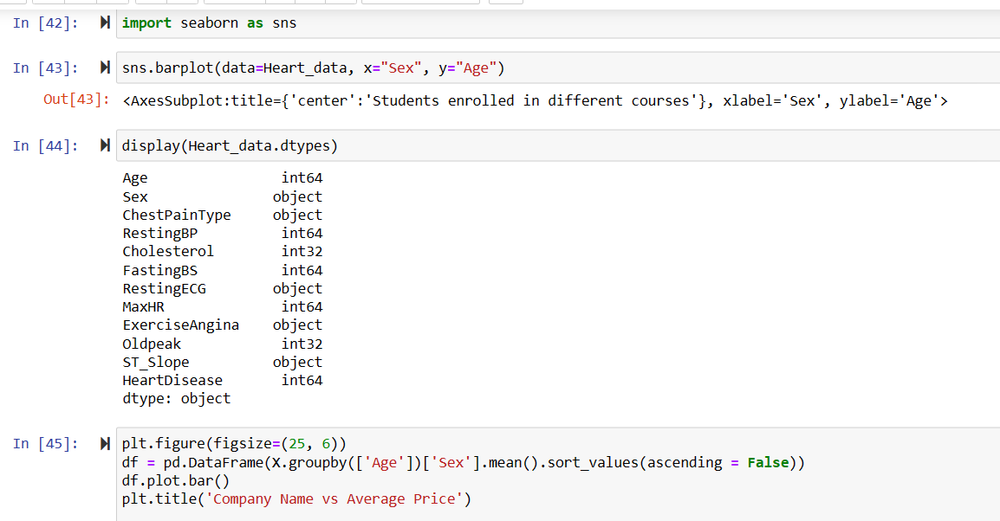 In [42]: import seaborn as sns
In [43]: sns.barplot(data=Heart_data, x="Sex", y="Age")
Out[43]: <AxesSubplot:title={'center':'Students enrolled in different courses'}, xlabel='Sex', ylabel='Age'>
In [44]: display(Heart_data.dtypes)
Age int64
Sex object
ChestPainType object
RestingBP int64
Cholesterol int32
FastingBS int64
RestingECG object
MaxHR int64
ExerciseAngina object
Oldpeak int32
ST_Slope object
HeartDisease int64
dtype: object
In [45]: plt.figure(figsize=(25, 6))
df = pd.DataFrame(X.groupby(['Age'])['Sex'].mean().sort_values(ascending = False))
df.plot.bar()
plt.title('Company Name vs Average Price')